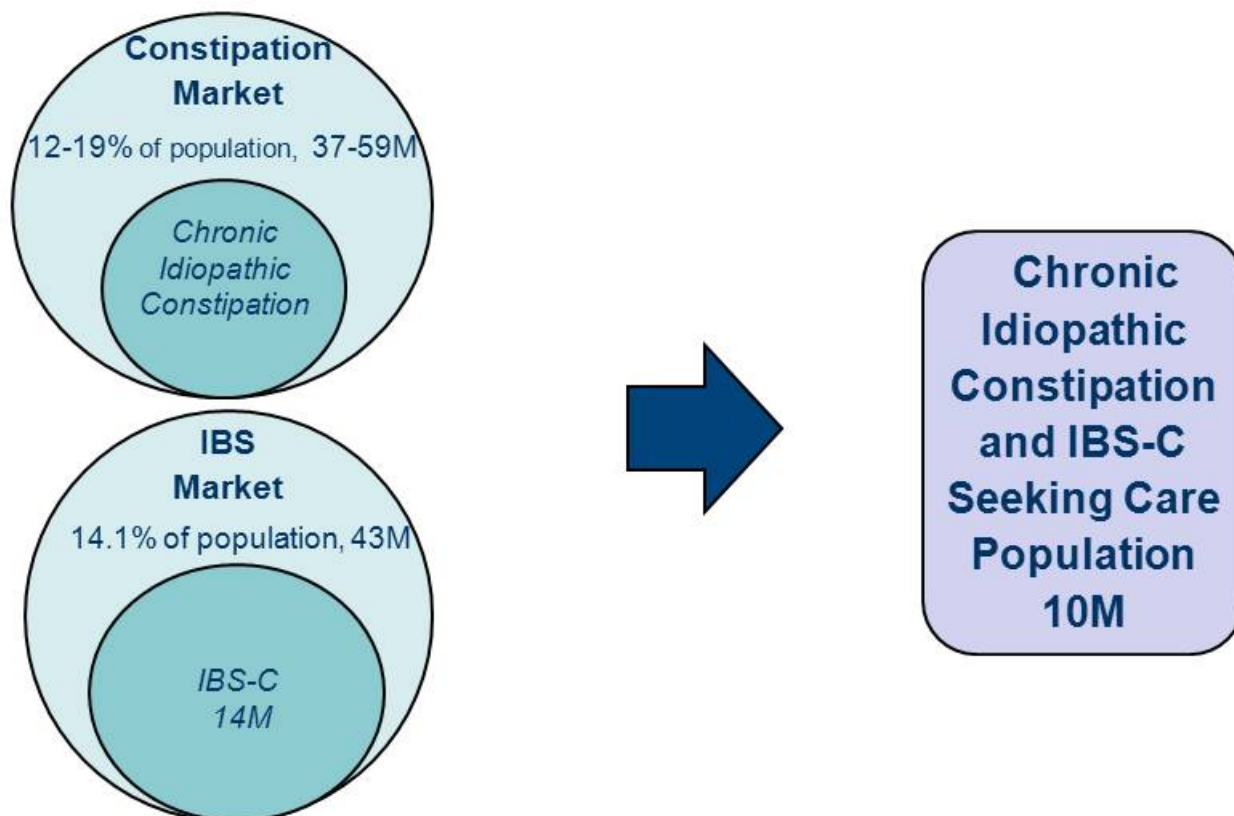 Constipation
Market
12-19% of population, 37-59M
Chronic
Idiopathic
Constipation
IBS
Market
14.1% of population, 43M
IBS-C
14M
Chronic
Idiopathic
Constipation
and IBS-C
Seeking Care
Population
10M